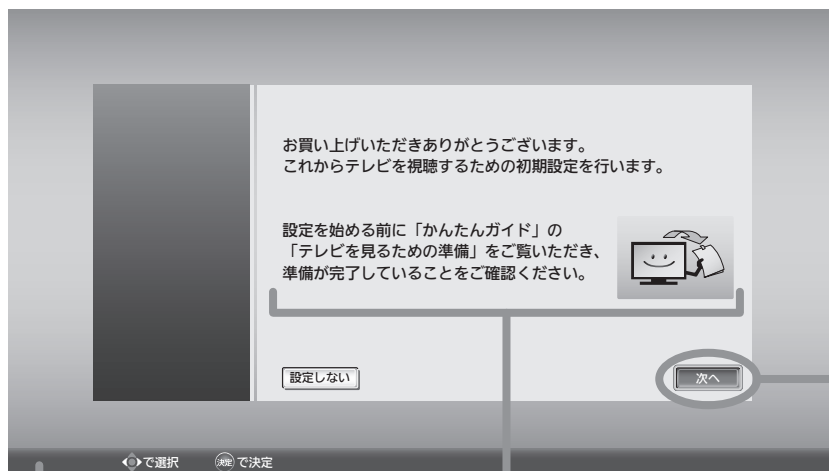 お買い上げいただきありがとうございます。
これからテレビを視聴するための初期設定を行います。
設定を始める前に「かんたんガイド」の
「テレビを見るための準備」をご覧いただき、
準備が完了していることをご確認ください。
設定しない
次へ
で選択 決定 で決定